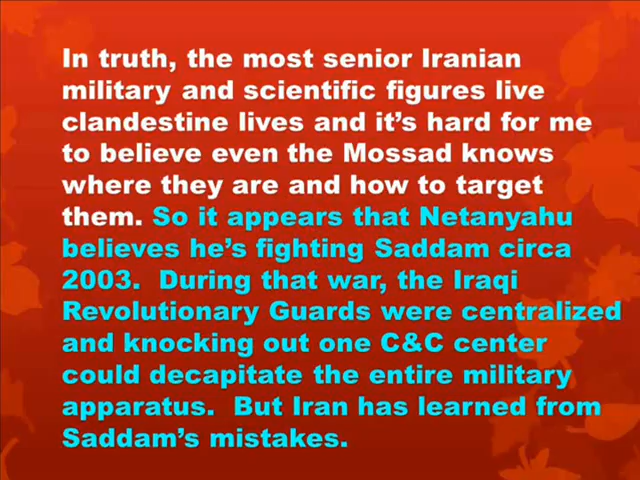 In truth, the most senior Iranian
military and scientific figures live
clandestine lives and it's hard for me
to believe even the Mossad knows
where they are and how to target
them. So it appears that Netanyahu
believes he's fighting Saddam circa
2003.  During that war, the Iraqi
Revolutionary Guards were centralized
and knocking out one C&C center
could decapitate the entire military
apparatus.  But Iran has learned from
Saddam's mistakes.